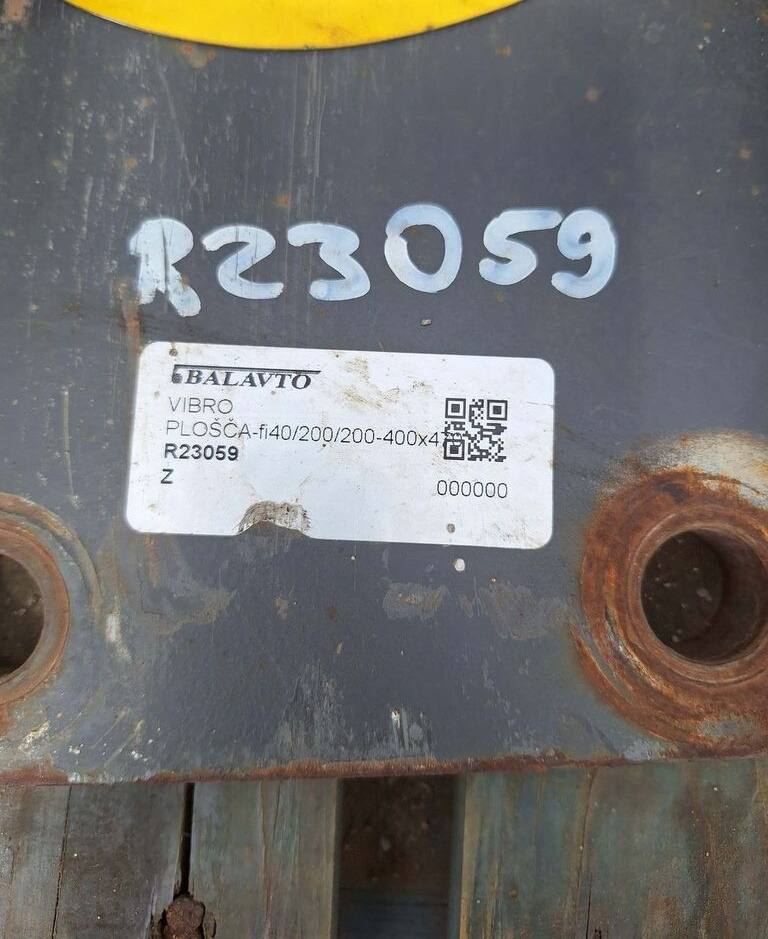 R23059
BALAVTO
VIBRO
PLOŠČA-fi40/200/200-400x4
R23059
Z
000000